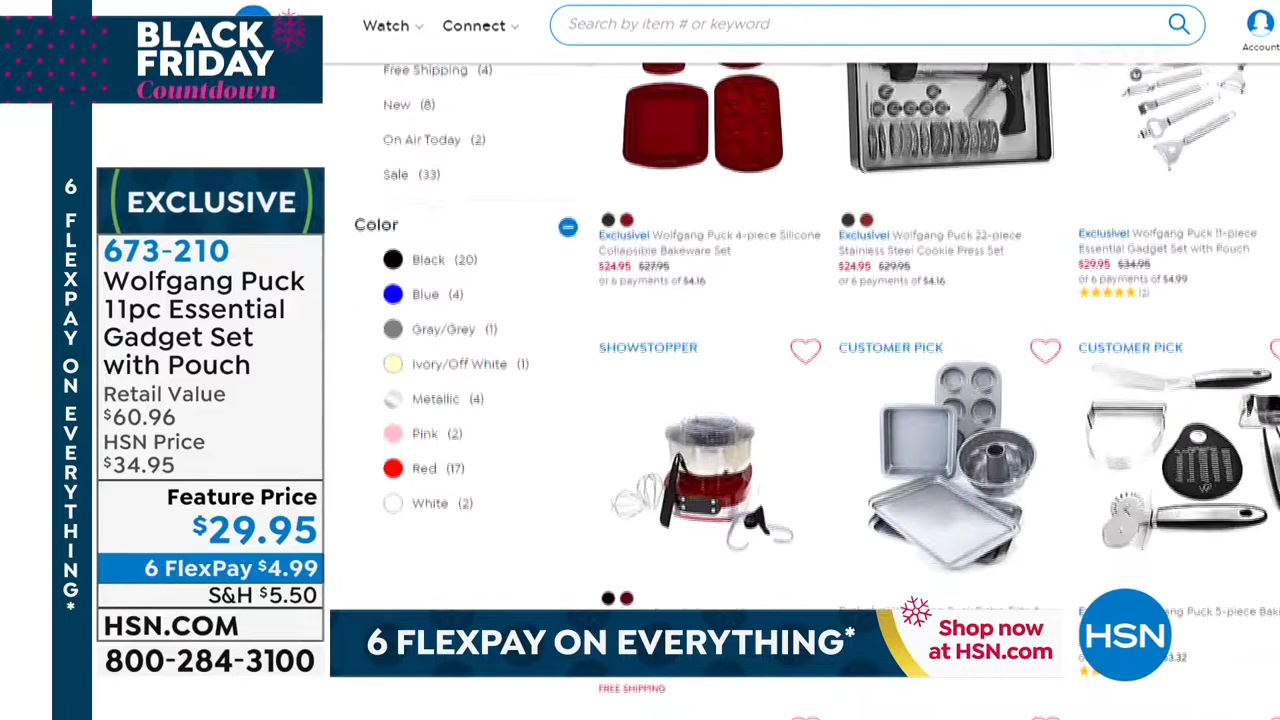 BLACK
FRIDAY
Countdown
6 FLEXPAY ON EVERYTHING*
EXCLUSIVE
673-210
Wolfgang Puck
11pc Essential
Gadget Set
with Pouch
Retail Value
$60.96
HSN Price
$34.95
Feature Price
$29.95
6 FlexPay $4.99
S&H $5.50
HSN.COM
800-284-3100
Watch
Connect
Search by item # or keyword
Account
Free Shipping (4)
New (8)
On Air Today (2)
Sale (33)
Color
Black (20)
Blue (4)
Gray/Grey (1)
Ivory/Off White (1)
Metallic (4)
Pink (2)
Red (17)
White (2)
Exclusive! Wolfgang Puck 4-piece Silicone
Collapsible Bakeware Set
$24.95 $27.95
or 6 payments of $4.16
Exclusive! Wolfgang Puck 22-piece
Stainless Steel Cookie Press Set
$24.95 $29.95
or 6 payments of $4.16
Exclusive! Wolfgang Puck 11-piece
Essential Gadget Set with Pouch
$29.95 $34.95
or 6 payments of $4.99
(2)
SHOWSTOPPER
CUSTOMER PICK
CUSTOMER PICK
FREE SHIPPING
6 FLEXPAY ON EVERYTHING*
Shop now
at HSN.com
HSN